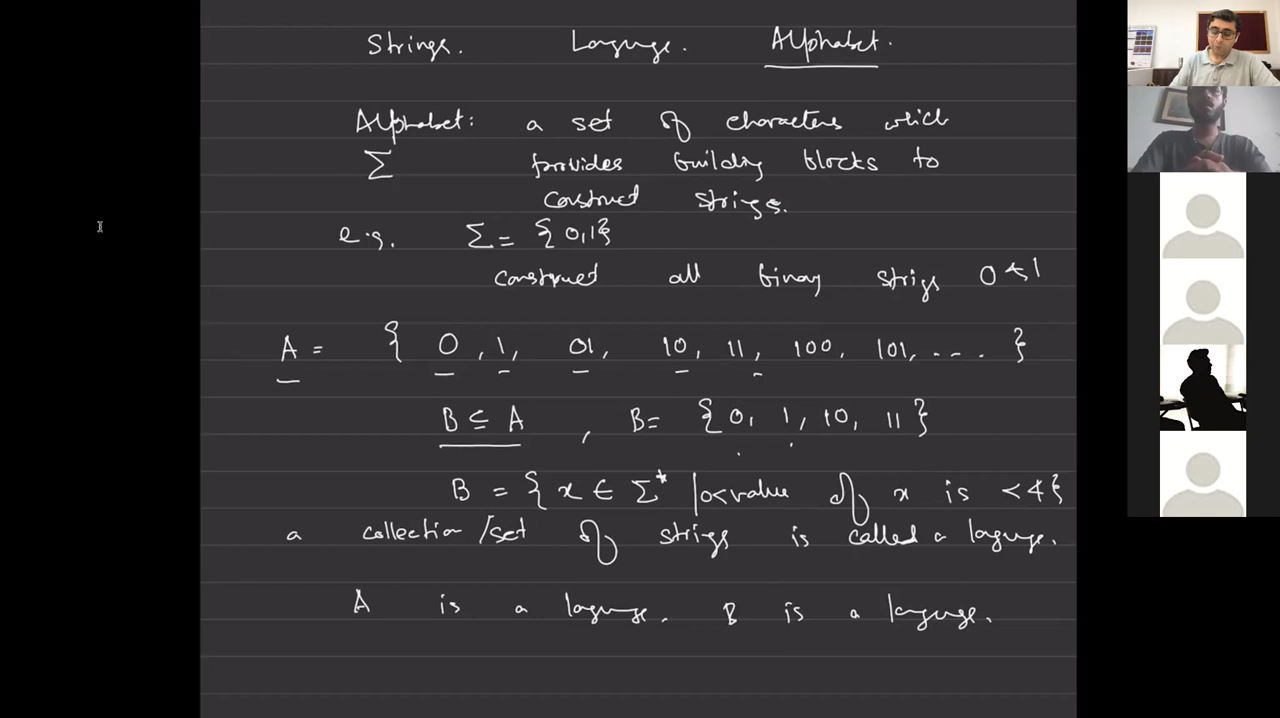 Strings. Language. Alphabet.
Alphabet: a set of characters which
Σ provides building blocks to
construct strings.
e.g. Σ = {0,1}
construct all binary strings 0 & 1
A = { 0, 1, 01, 10, 11, 100, 101, .... }
B ⊆ A , B = {0, 1, 10, 11}
B = { x ∈ Σ* | 0<value of x is < 4}
a collection/set of strings is called a language.
A is a language. B is a language.